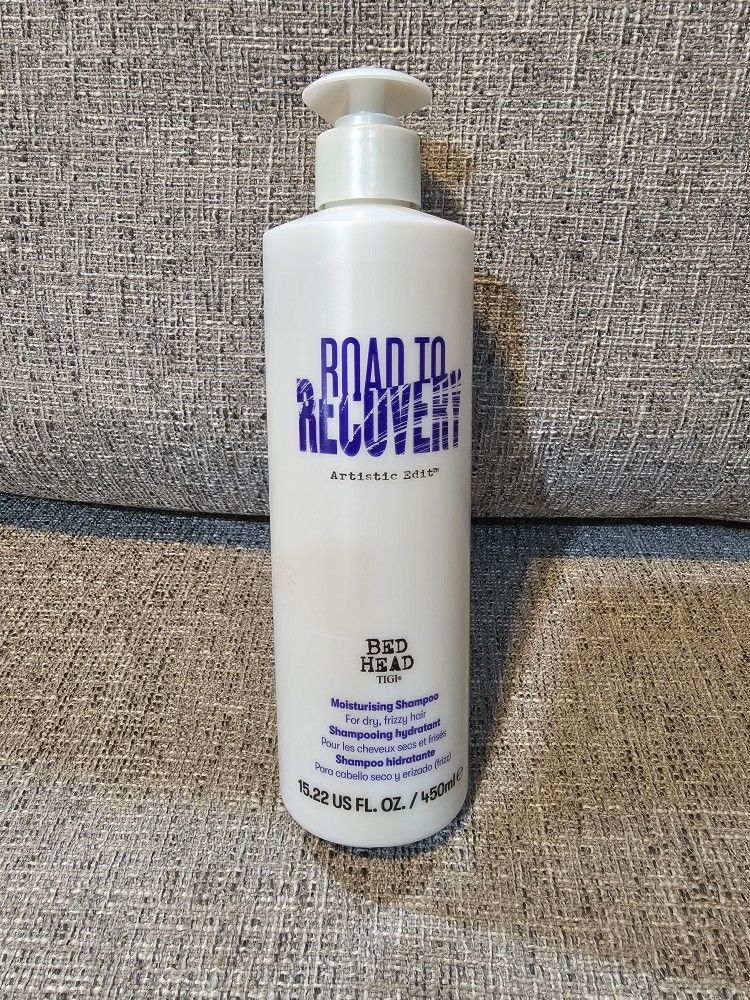 ROAD TO
RECOVERY
Artistic Edit™
BED
HEAD
TIGI®
Moisturising Shampoo
For dry, frizzy hair
Shampooing hydratant
Pour les cheveux secs et frisés
Shampoo hidratante
Para cabello seco y erizado (frizz)
15.22 US FL. OZ. / 450ml ℮